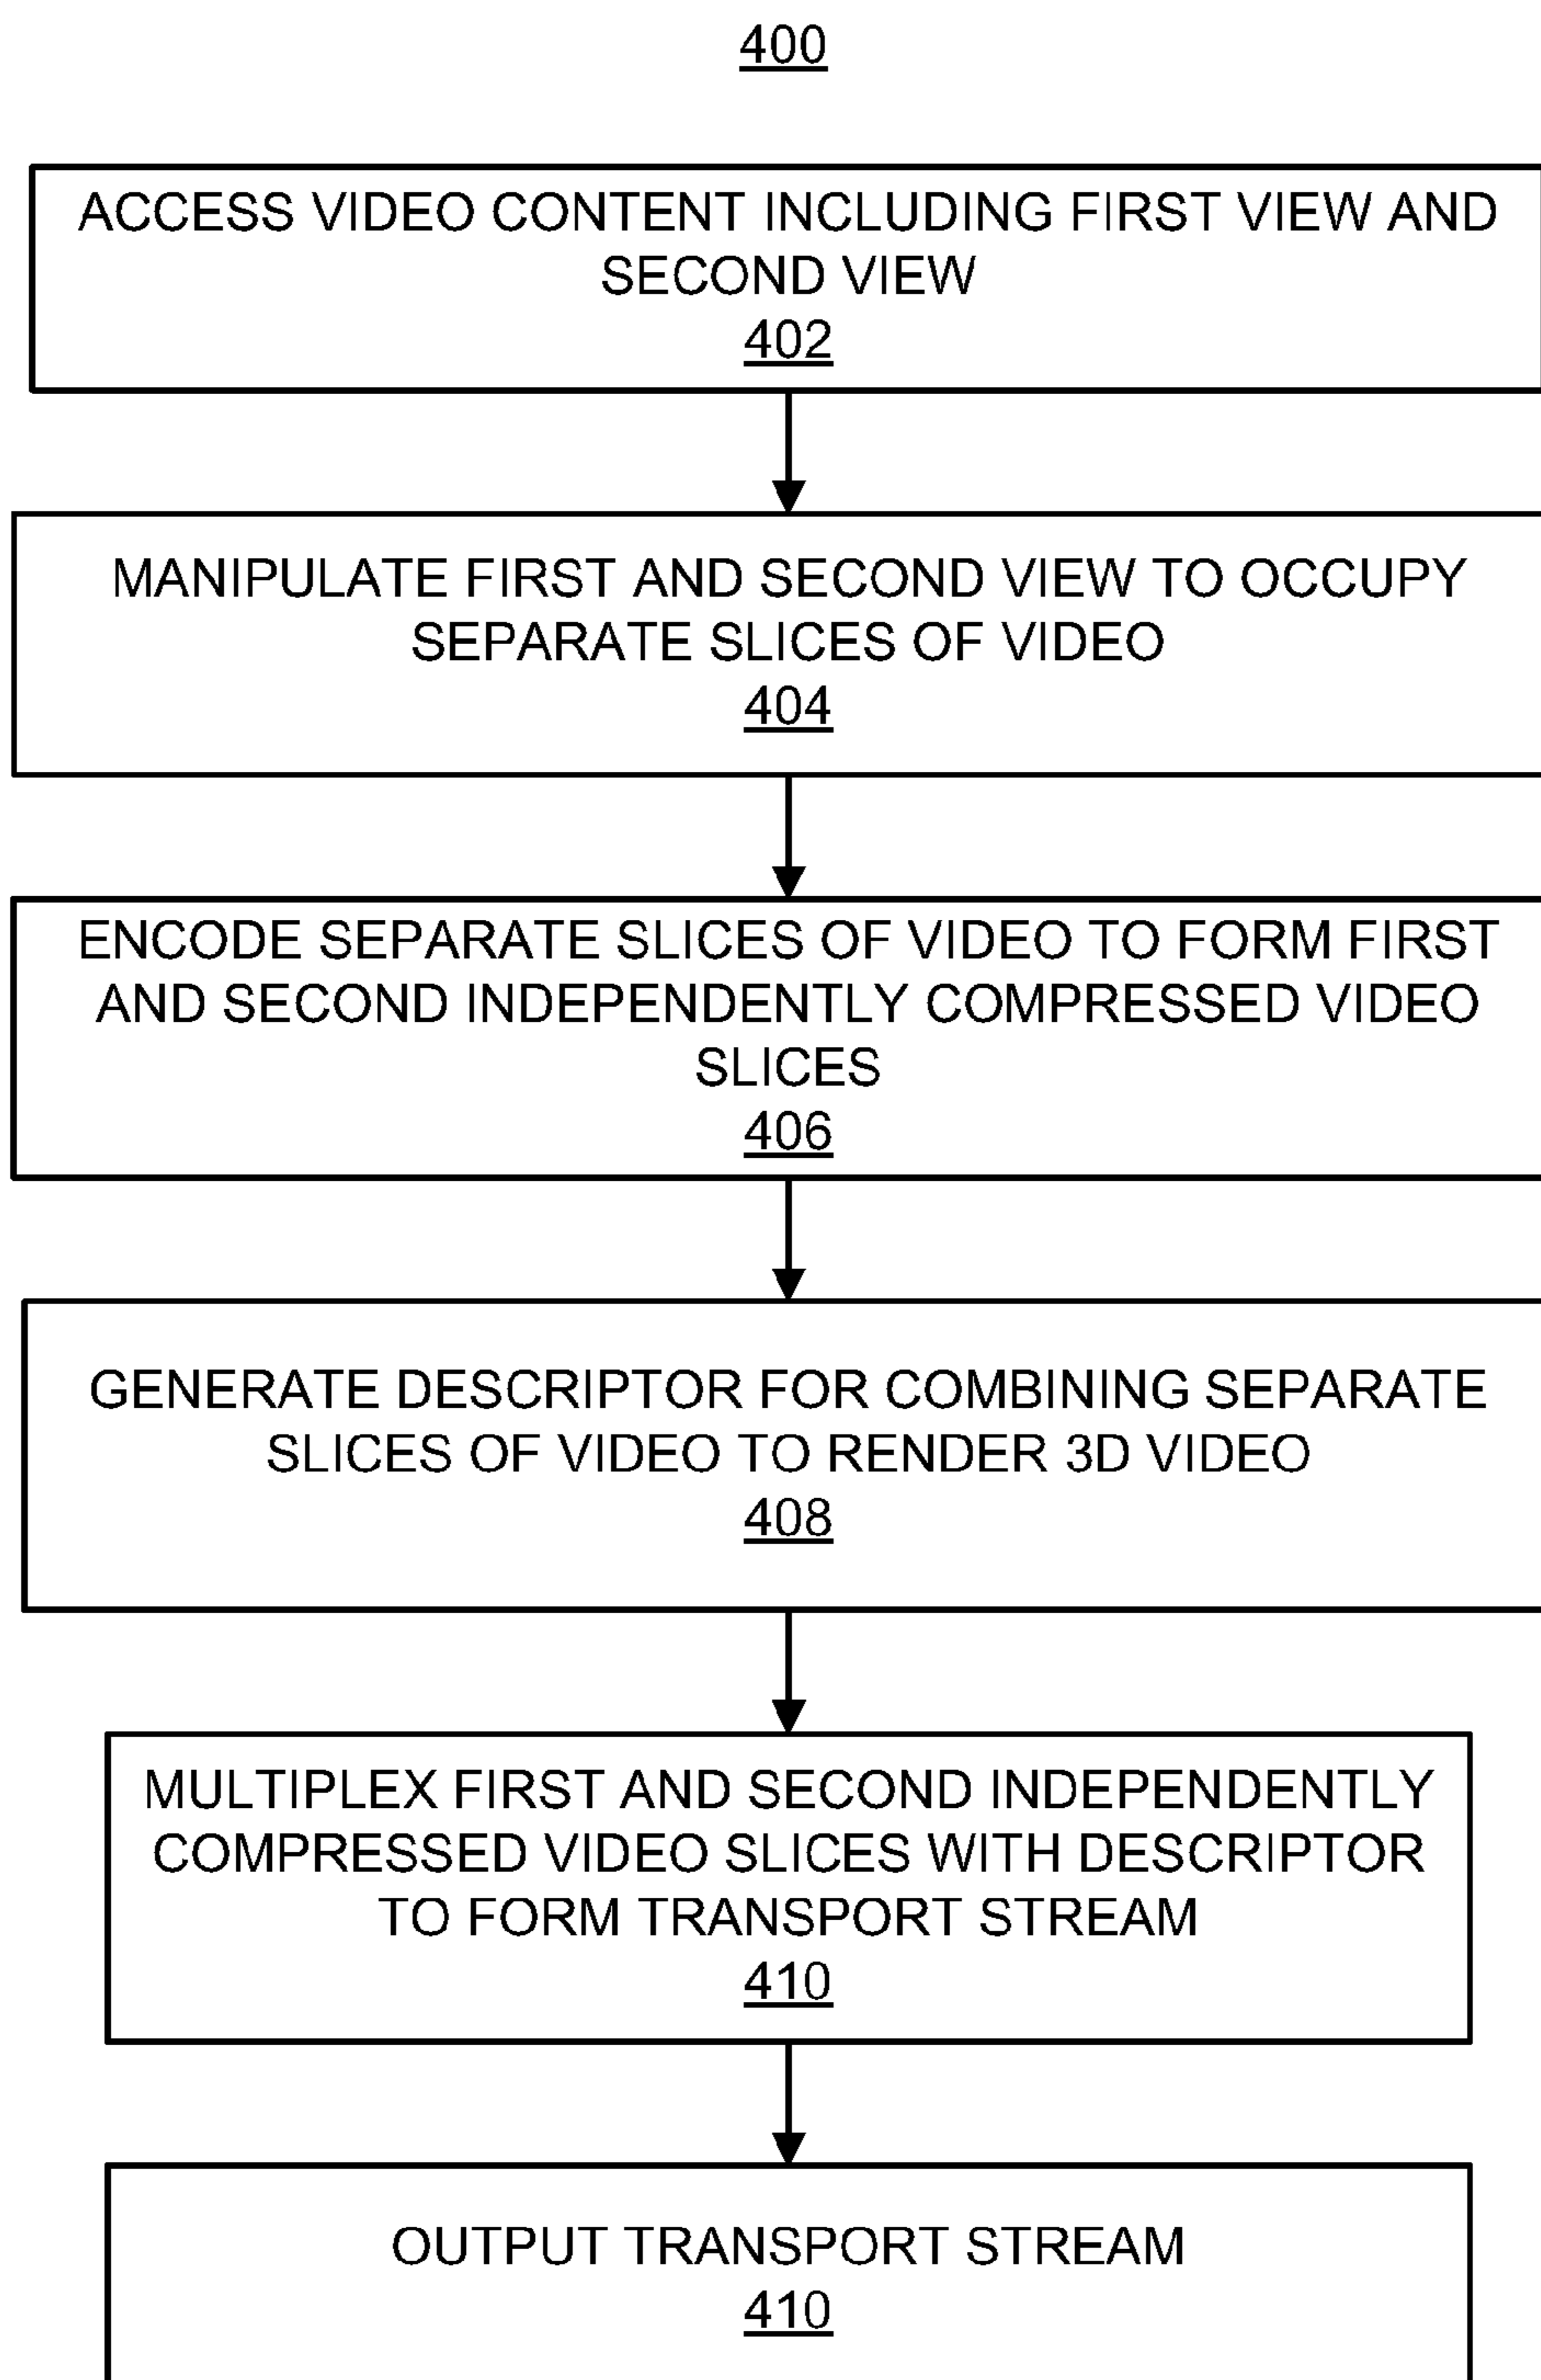 400
ACCESS VIDEO CONTENT INCLUDING FIRST VIEW AND
SECOND VIEW
402
MANIPULATE FIRST AND SECOND VIEW TO OCCUPY
SEPARATE SLICES OF VIDEO
404
ENCODE SEPARATE SLICES OF VIDEO TO FORM FIRST
AND SECOND INDEPENDENTLY COMPRESSED VIDEO
SLICES
406
GENERATE DESCRIPTOR FOR COMBINING SEPARATE
SLICES OF VIDEO TO RENDER 3D VIDEO
408
MULTIPLEX FIRST AND SECOND INDEPENDENTLY
COMPRESSED VIDEO SLICES WITH DESCRIPTOR
TO FORM TRANSPORT STREAM
410
OUTPUT TRANSPORT STREAM
410